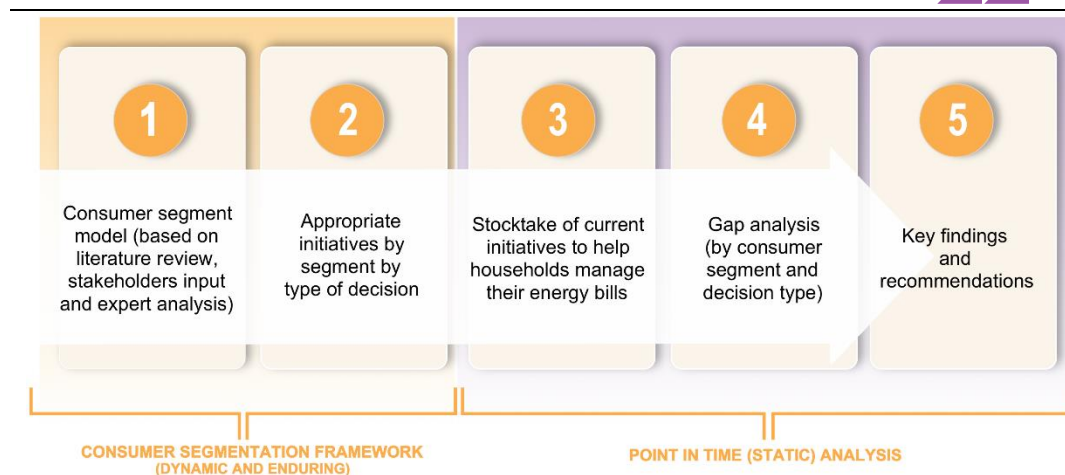 1
Consumer segment
model (based on
literature review,
stakeholders input
and expert analysis)
2
Appropriate
initiatives by
segment by
type of decision
3
Stocktake of current
initiatives to help
households manage
their energy bills
4
Gap analysis
(by consumer
segment and
decision type)
5
Key findings
and
recommendations
CONSUMER SEGMENTATION FRAMEWORK
(DYNAMIC AND ENDURING)
POINT IN TIME (STATIC) ANALYSIS